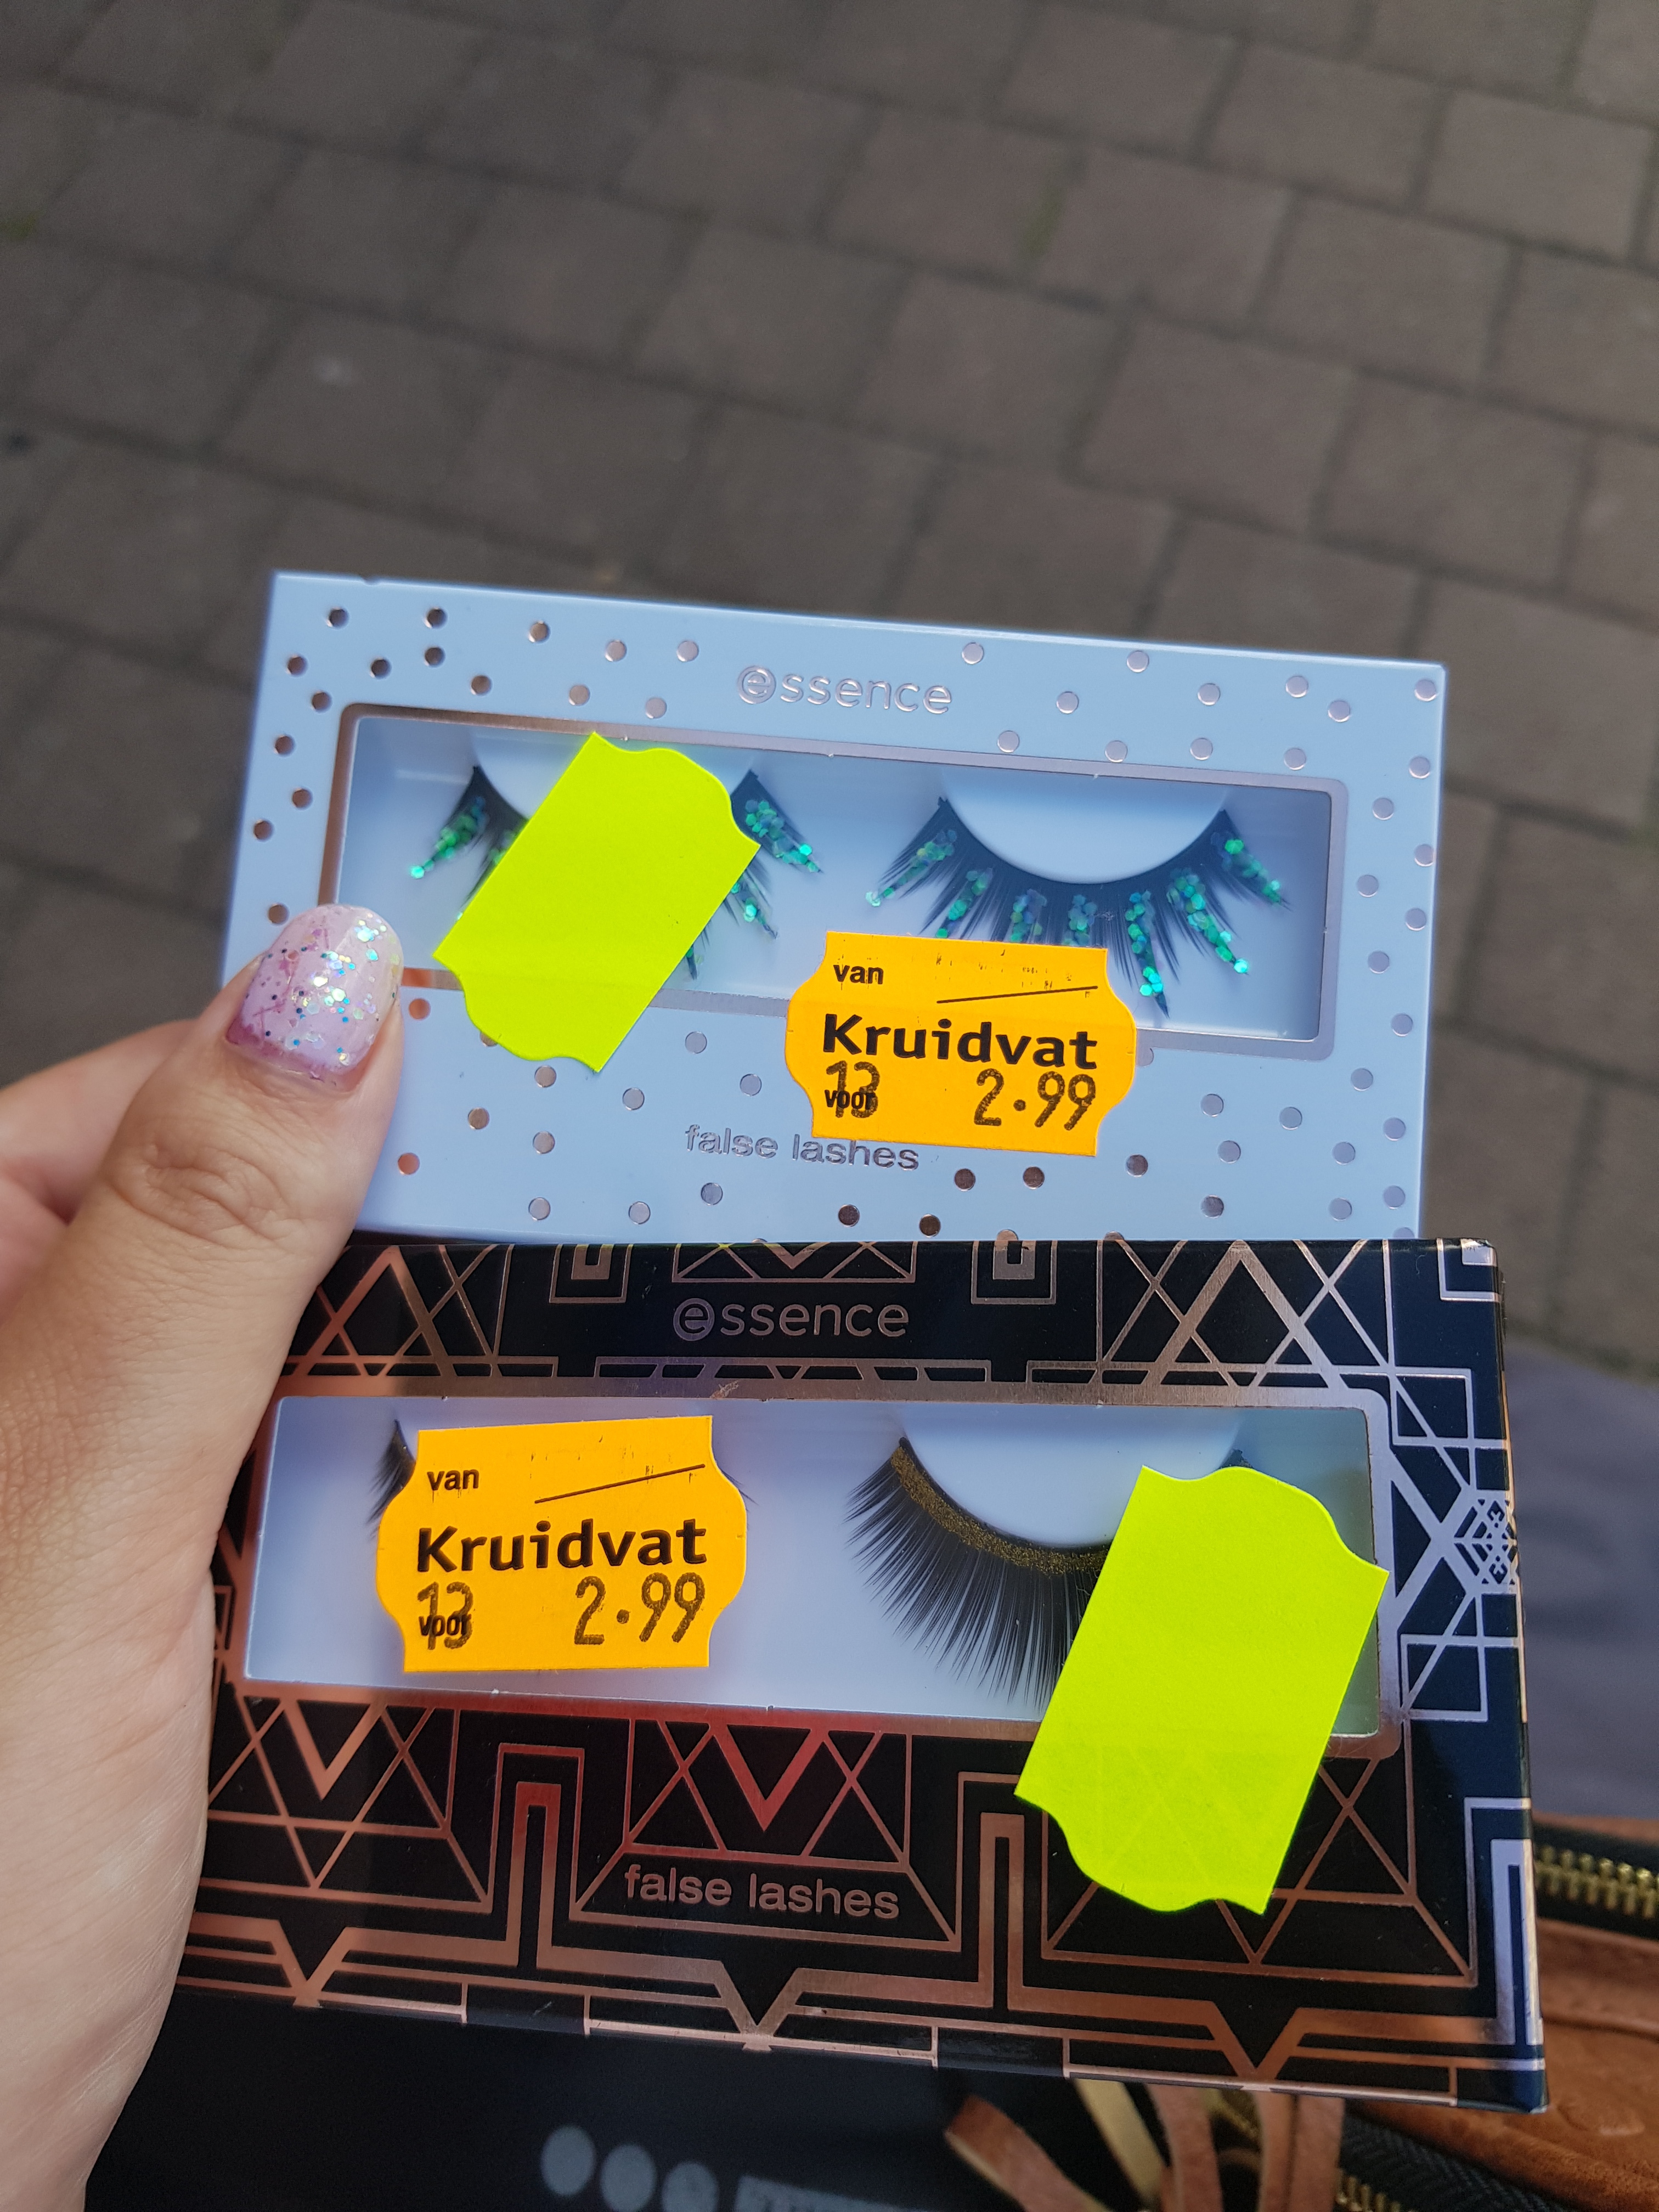 essence
van
Kruidvat
13
voor
2.99
false lashes
essence
van
Kruidvat
13
voor
2.99
false lashes